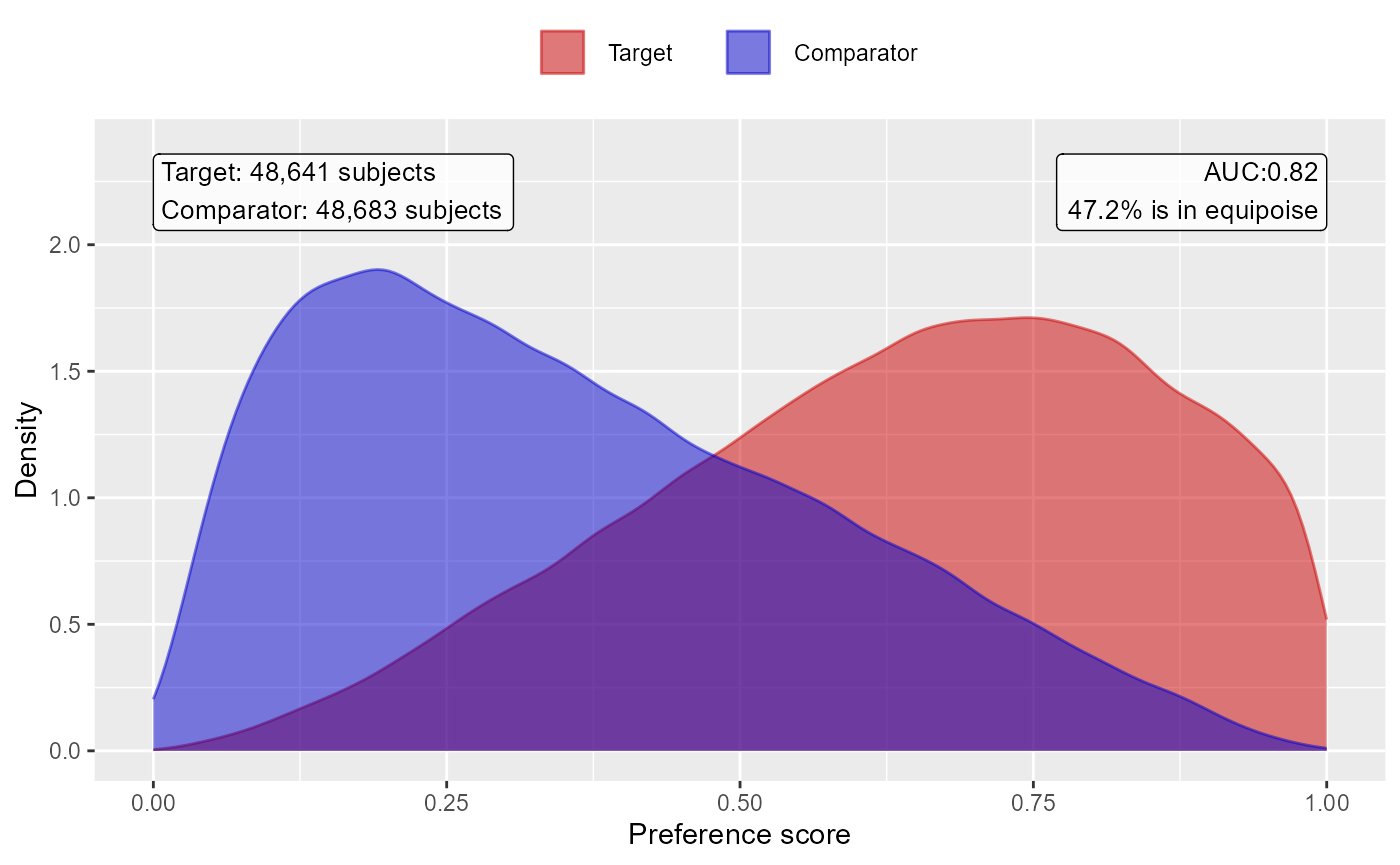 Target
Comparator
Target: 48,641 subjects
Comparator: 48,683 subjects
AUC:0.82
47.2% is in equipoise
Density
2.0
1.5
1.0
0.5
0.0
0.00
0.25
0.50
0.75
1.00
Preference score